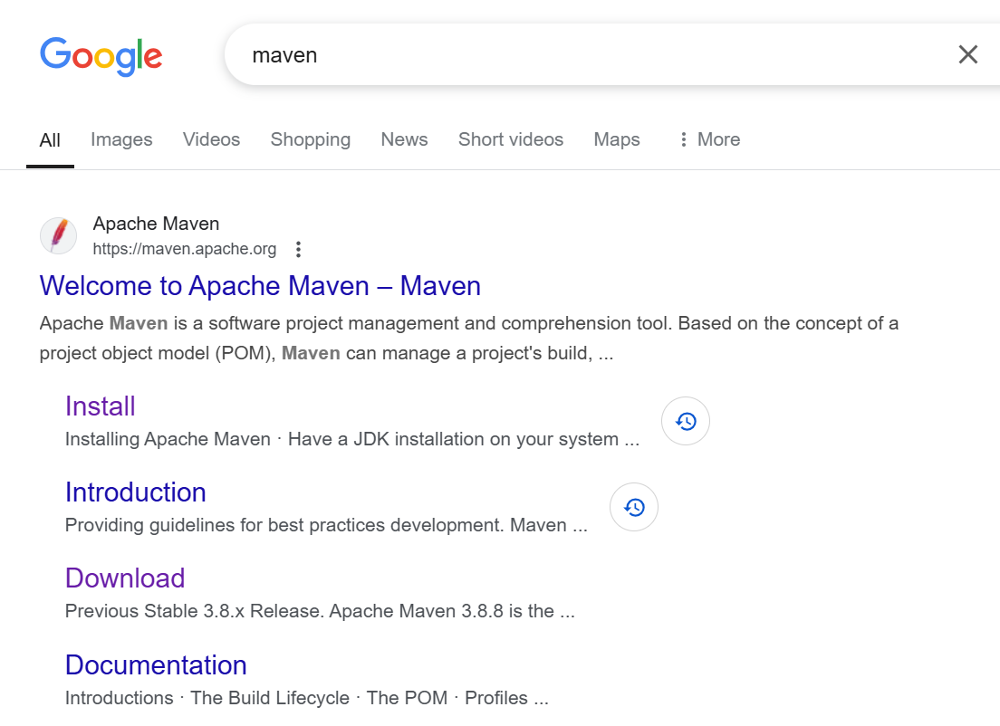 Google
maven
All Images Videos Shopping News Short videos Maps More
Apache Maven
https://maven.apache.org
Welcome to Apache Maven – Maven
Apache Maven is a software project management and comprehension tool. Based on the concept of a
project object model (POM), Maven can manage a project's build, ...
Install
Installing Apache Maven · Have a JDK installation on your system ...
Introduction
Providing guidelines for best practices development. Maven ...
Download
Previous Stable 3.8.x Release. Apache Maven 3.8.8 is the ...
Documentation
Introductions · The Build Lifecycle · The POM · Profiles ...